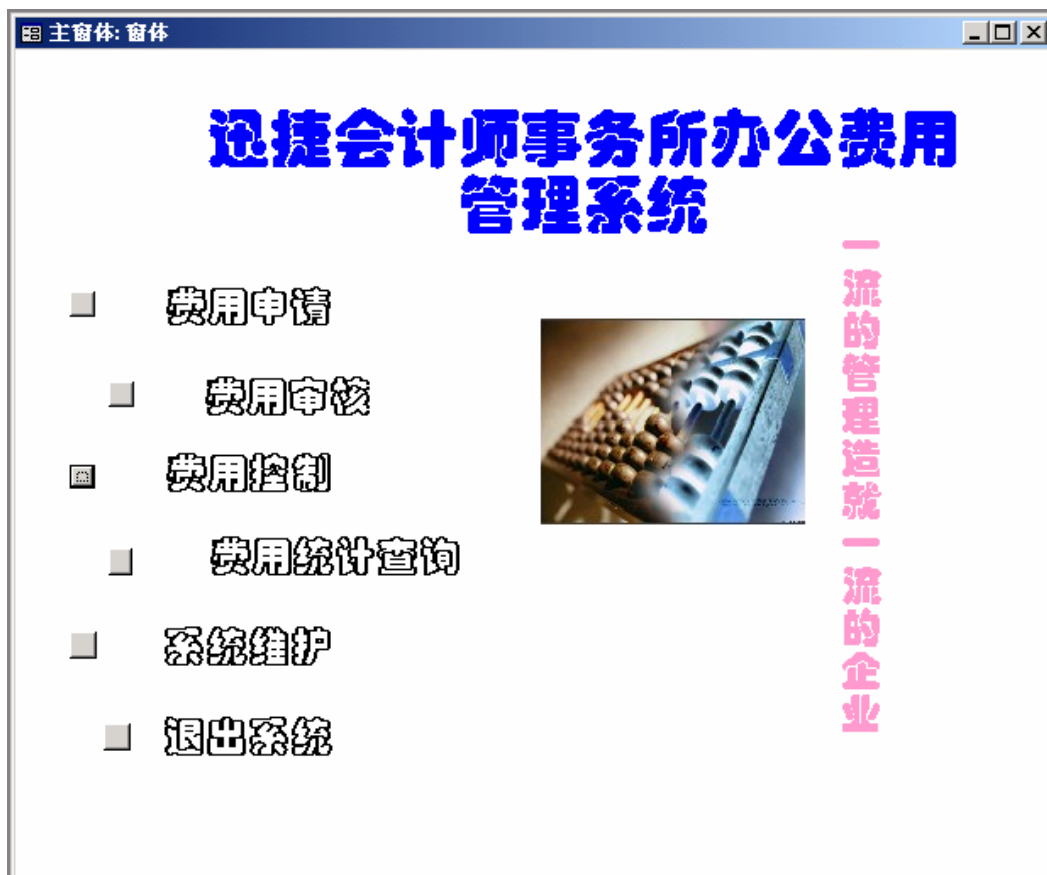 主窗体: 窗体
迅捷会计师事务所办公费用
管理系统
费用申请
费用审核
费用控制
费用统计查询
系统维护
退出系统
一流的管理造就一流的企业